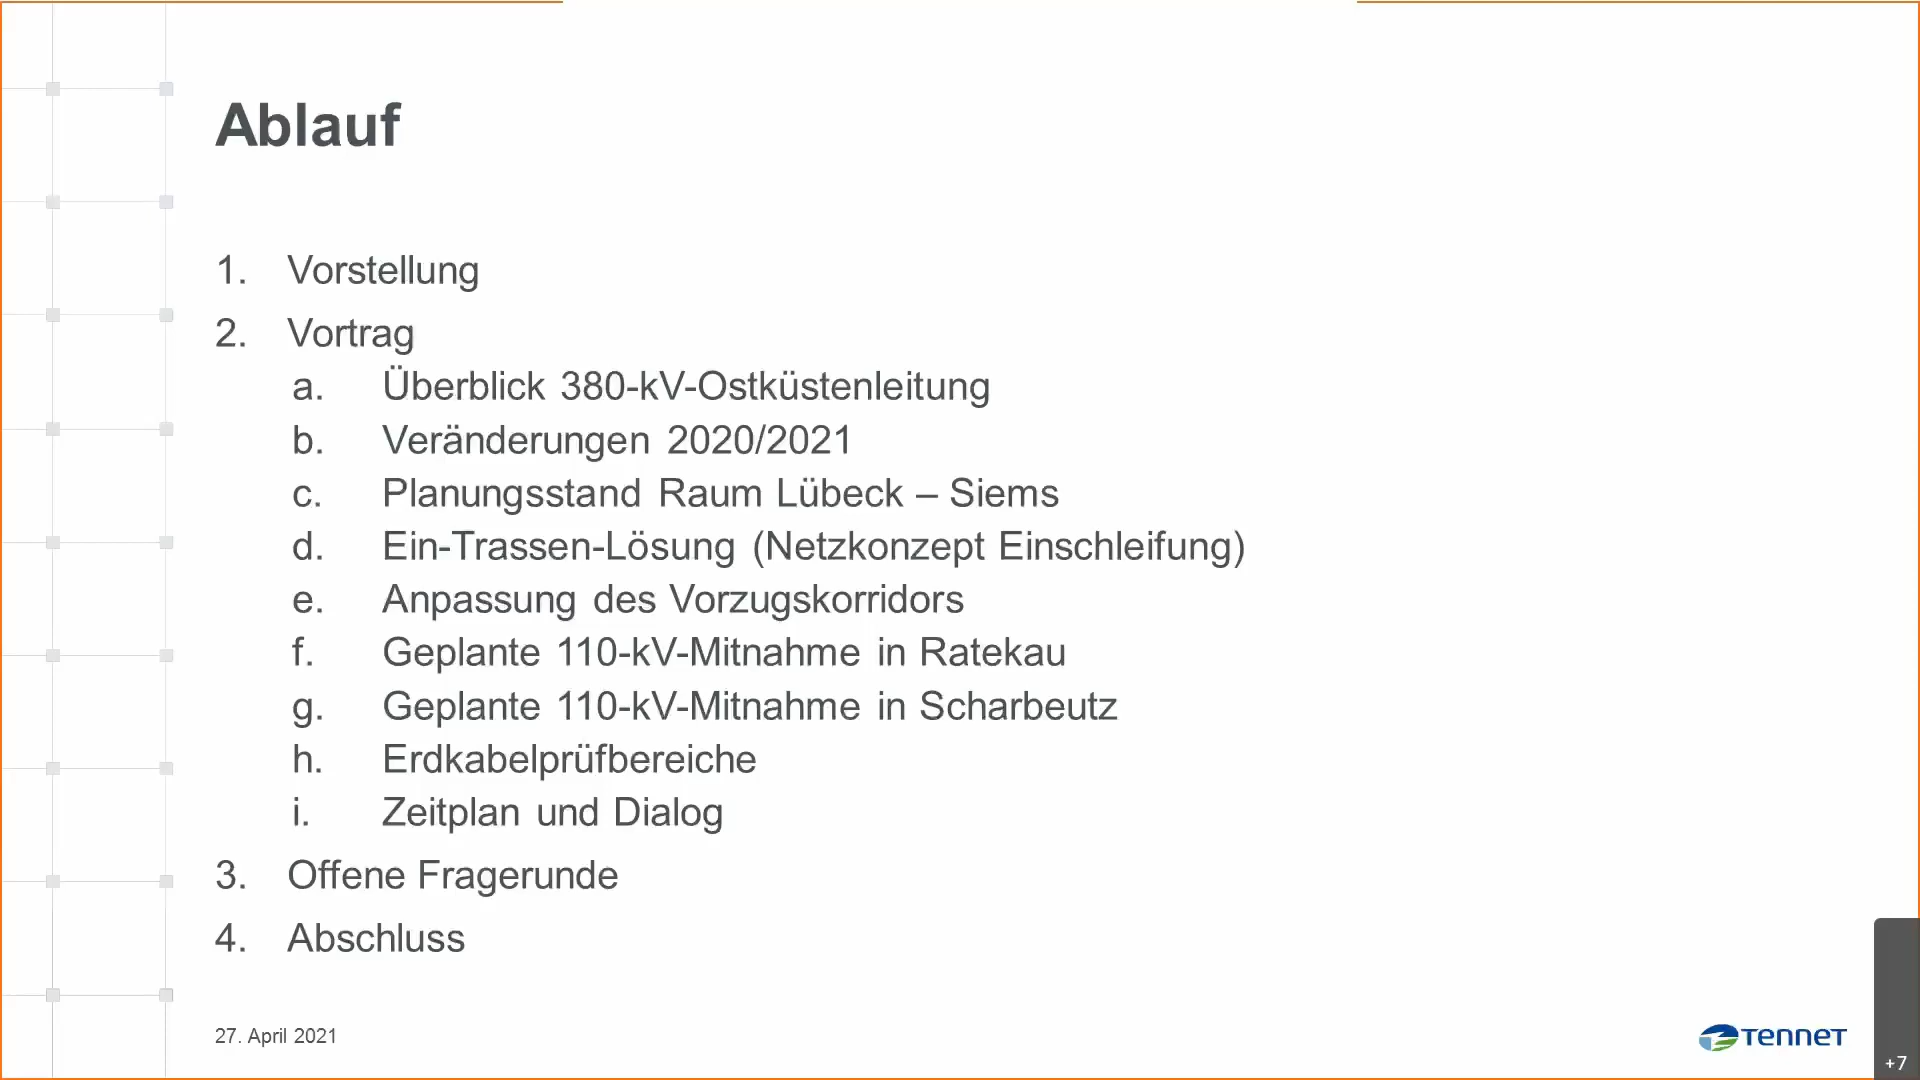 Ablauf
1. Vorstellung
2. Vortrag
a. Überblick 380-kV-Ostküstenleitung
b. Veränderungen 2020/2021
c. Planungsstand Raum Lübeck – Siems
d. Ein-Trassen-Lösung (Netzkonzept Einschleifung)
e. Anpassung des Vorzugskorridors
f. Geplante 110-kV-Mitnahme in Ratekau
g. Geplante 110-kV-Mitnahme in Scharbeutz
h. Erdkabelprüfbereiche
i. Zeitplan und Dialog
3. Offene Fragerunde
4. Abschluss
27. April 2021
TenneT
+7